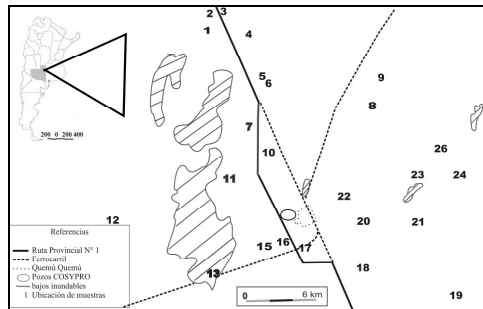 2 3
1
4
5
6
9
8
7
10
26
11
23 24
22
12
20 21
15 16 17
13
18
19
200 0 200 400
Referencias
Ruta Provincial N° 1
Ferrocarril
Quemú Quemú
Pozos COSYPRO
bajos inundables
1 Ubicación de muestras
0 6 km